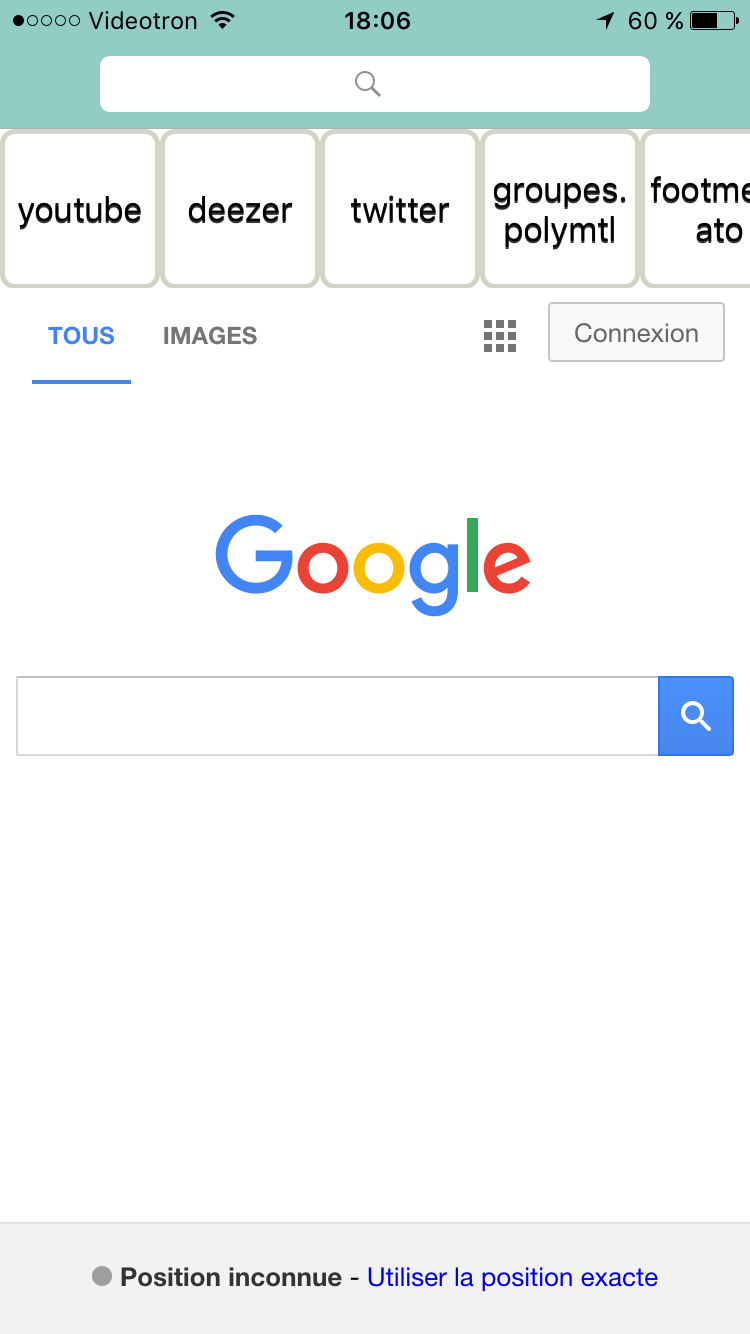 Videotron 18:06 60 %
youtube
deezer
twitter
groupes.
polymtl
TOUS IMAGES Connexion
Google
Position inconnue - Utiliser la position exacte